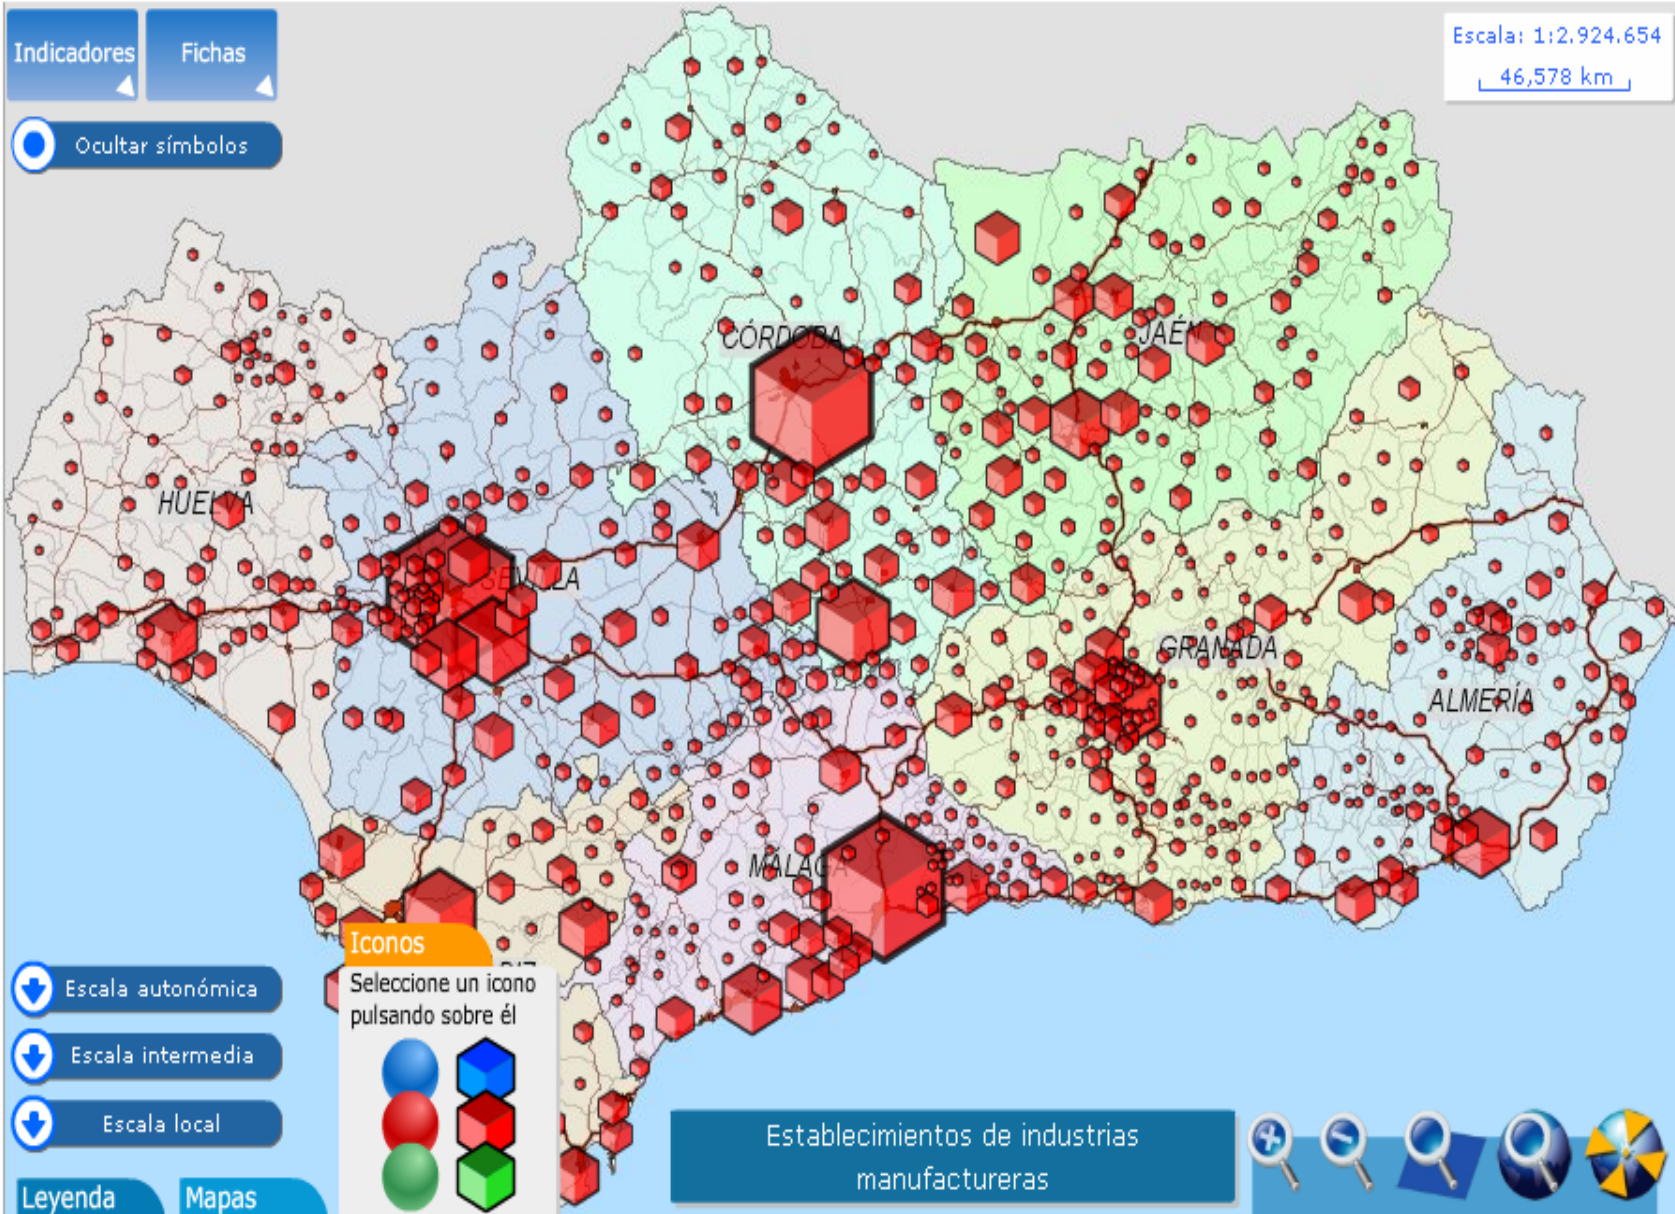 Indicadores
Fichas
Escala: 1:2.924.654
46,578 km
Ocultar símbolos
CÓRDOBA
JAÉN
HUELVA
SEVILLA
GRANADA
ALMERÍA
MÁLAGA
Iconos
Seleccione un icono
pulsando sobre él
Escala autonómica
Escala intermedia
Escala local
Establecimientos de industrias
manufactureras
Leyenda
Mapas